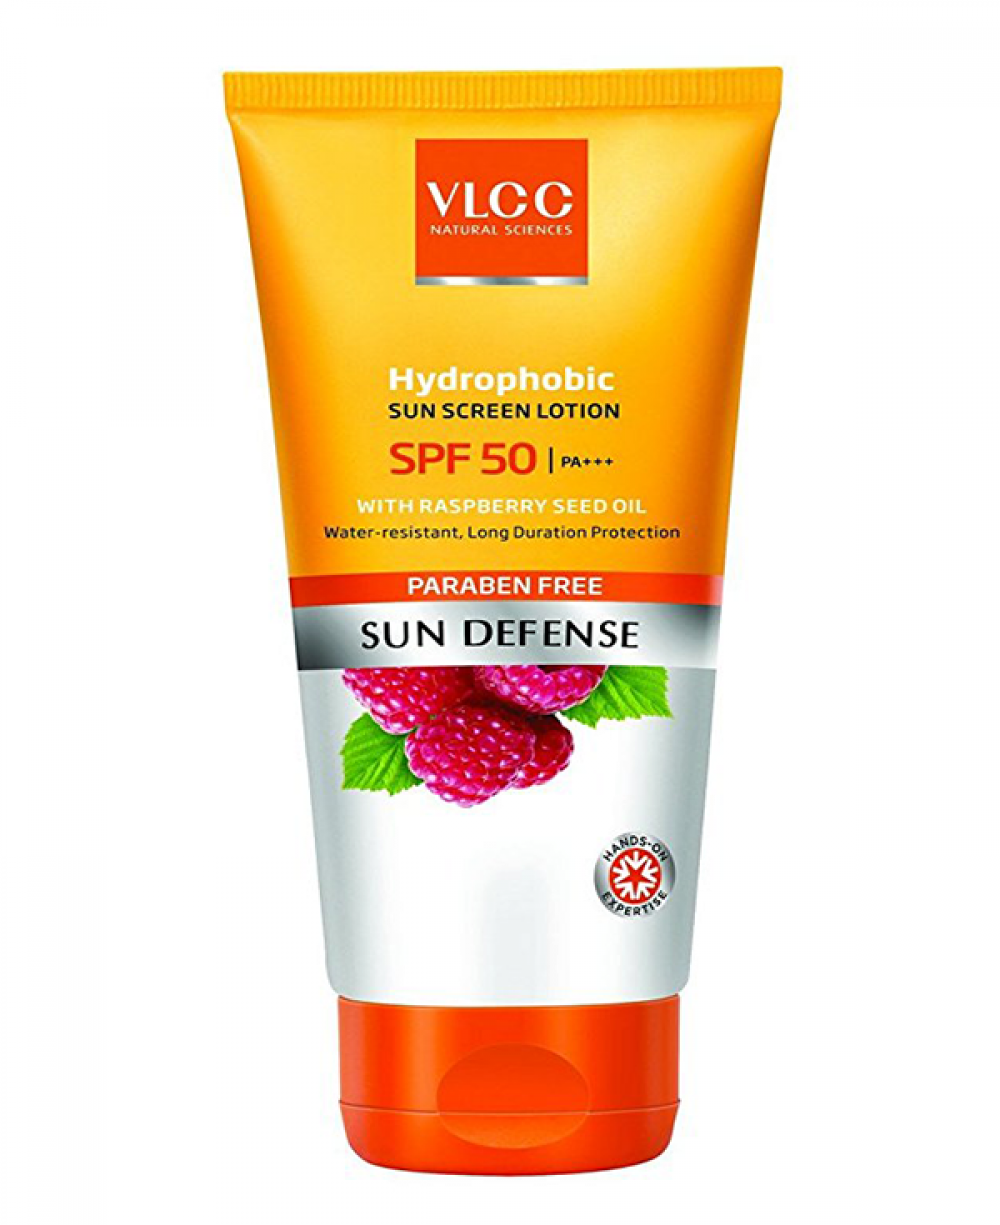 VLCC
NATURAL SCIENCES
Hydrophobic
SUN SCREEN LOTION
SPF 50 | PA+++
WITH RASPBERRY SEED OIL
Water-resistant, Long Duration Protection
PARABEN FREE
SUN DEFENSE
HANDS-ON
EXPERTISE